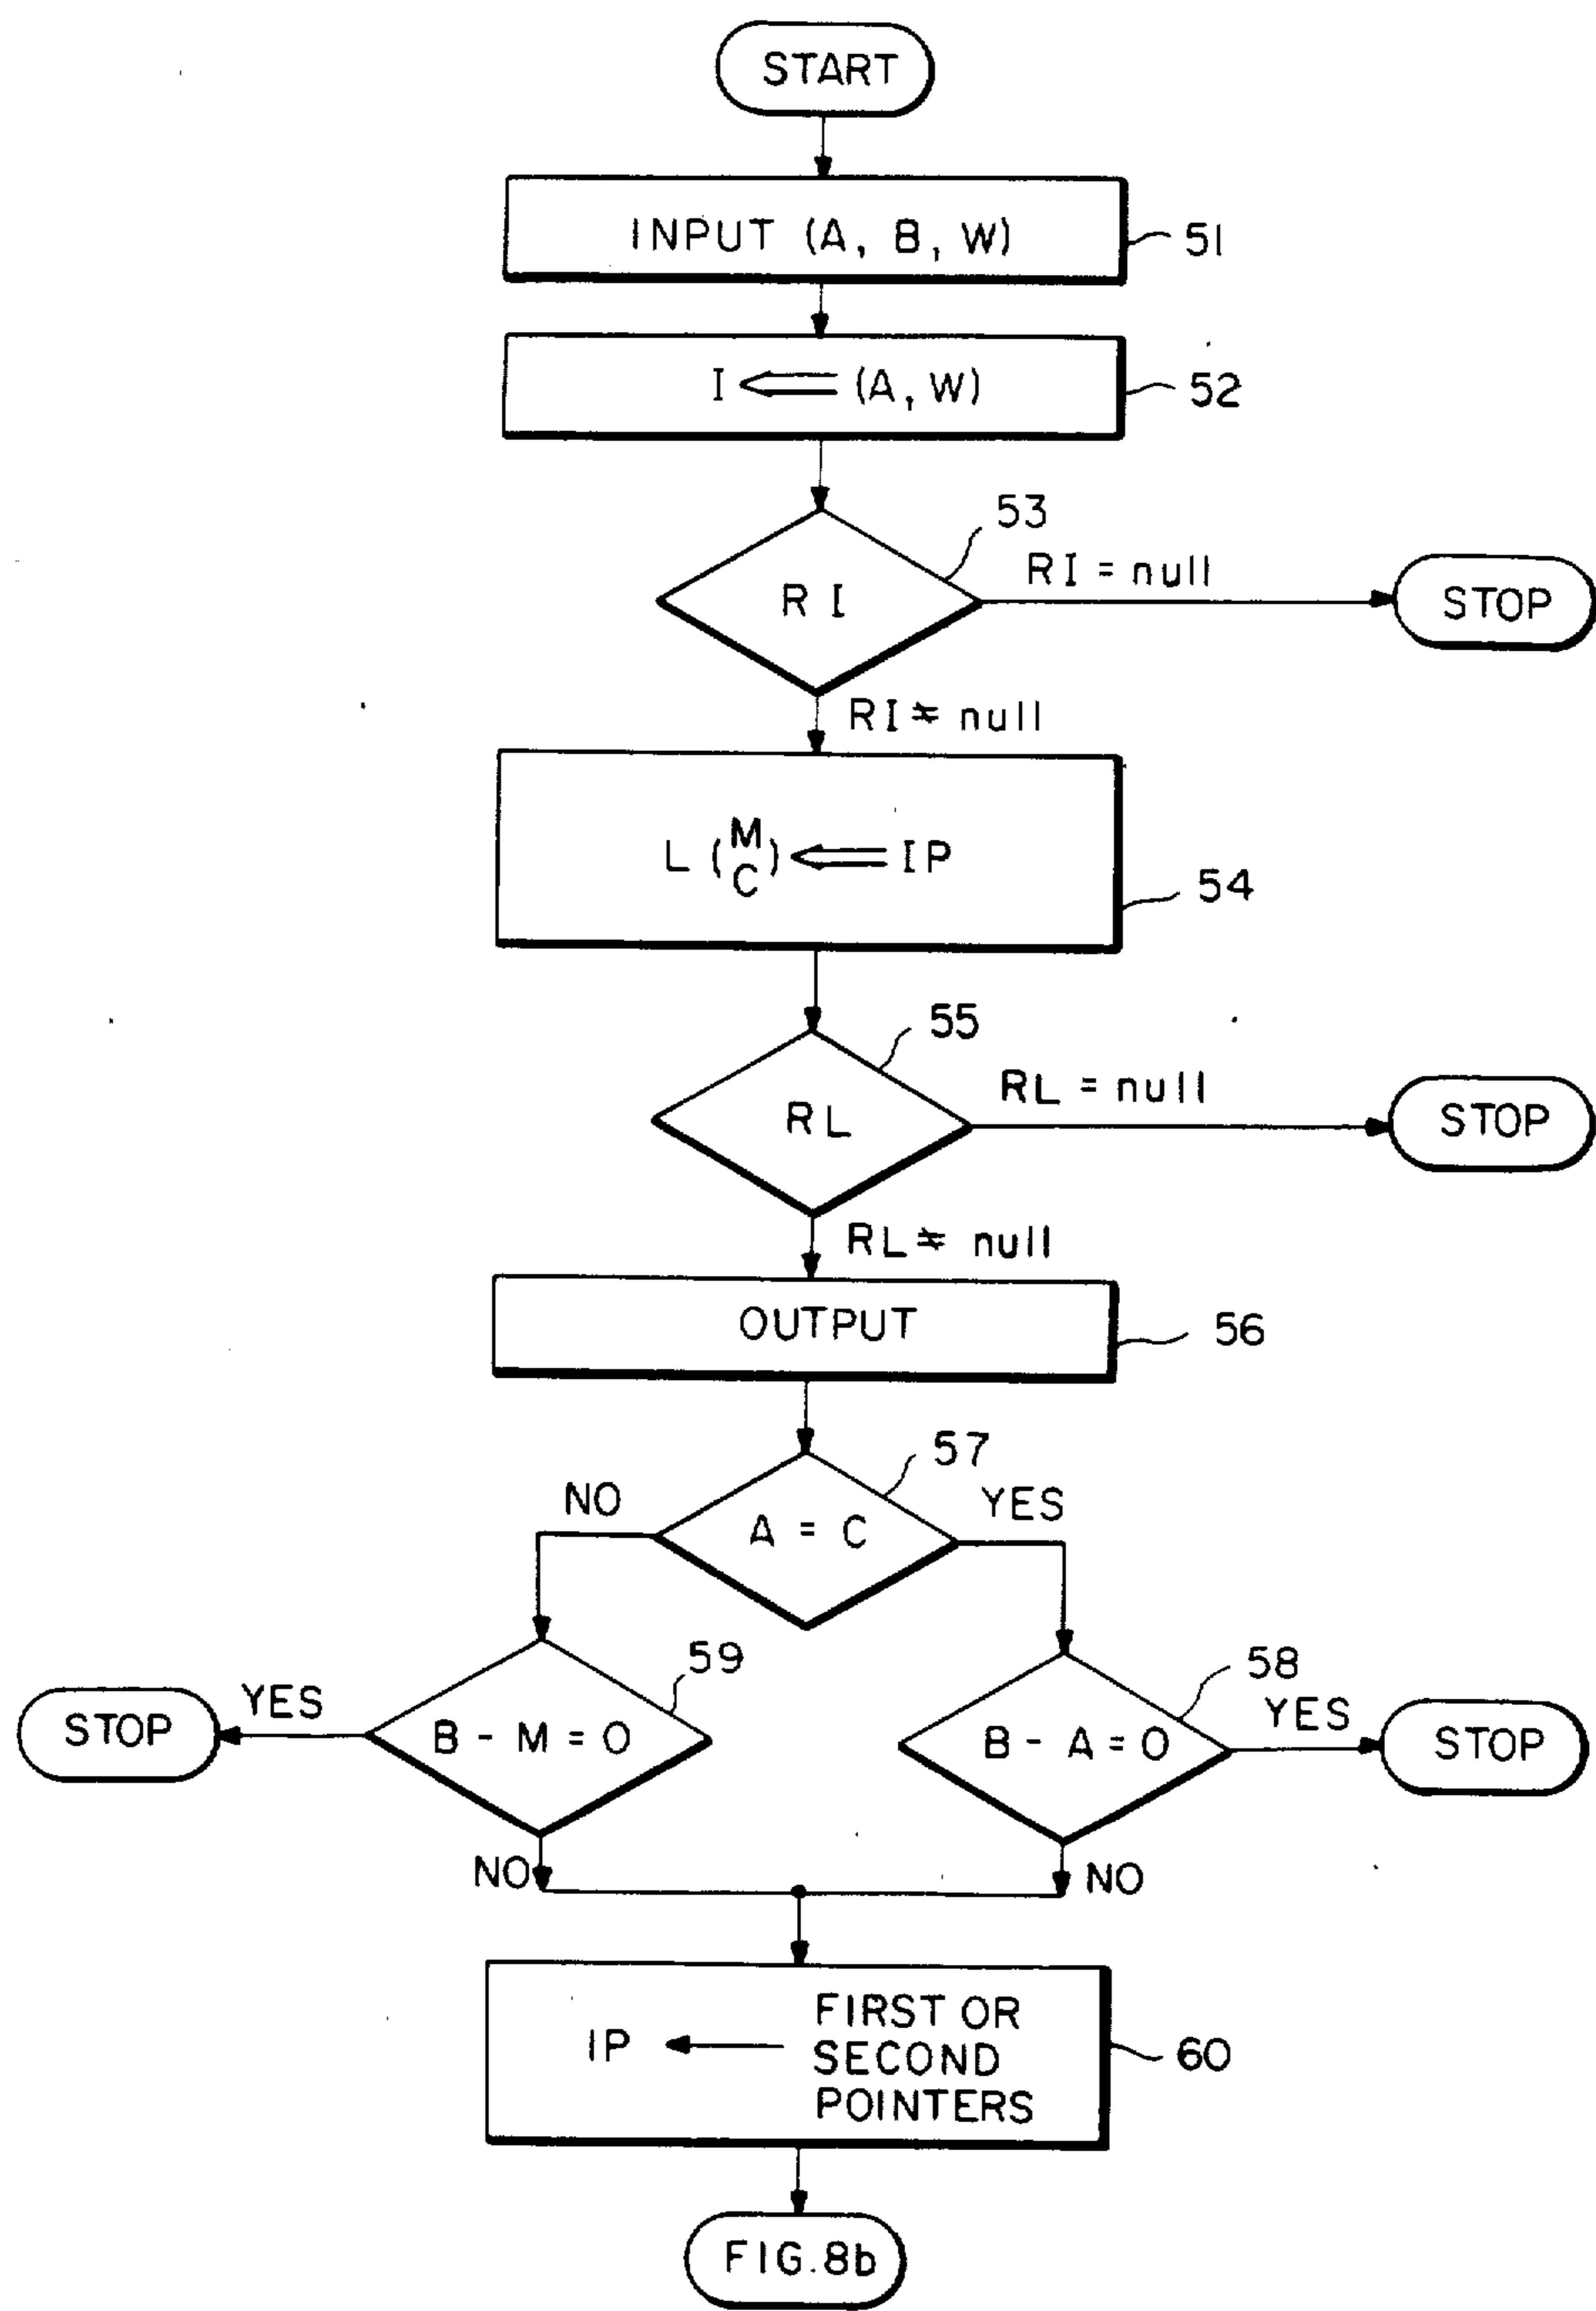 START
INPUT (A, B, W)
51
I ⇐ (A, W)
52
53
RI = null
RI
STOP
RI ≠ null
L (M C) ⇐ IP
54
55
RL = null
RL
STOP
RL ≠ null
OUTPUT
56
57
NO
YES
A = C
59
58
YES
YES
STOP
B - M = 0
B - A = 0
STOP
NO
NO
IP ← FIRST OR
SECOND
POINTERS
60
FIG. 8b